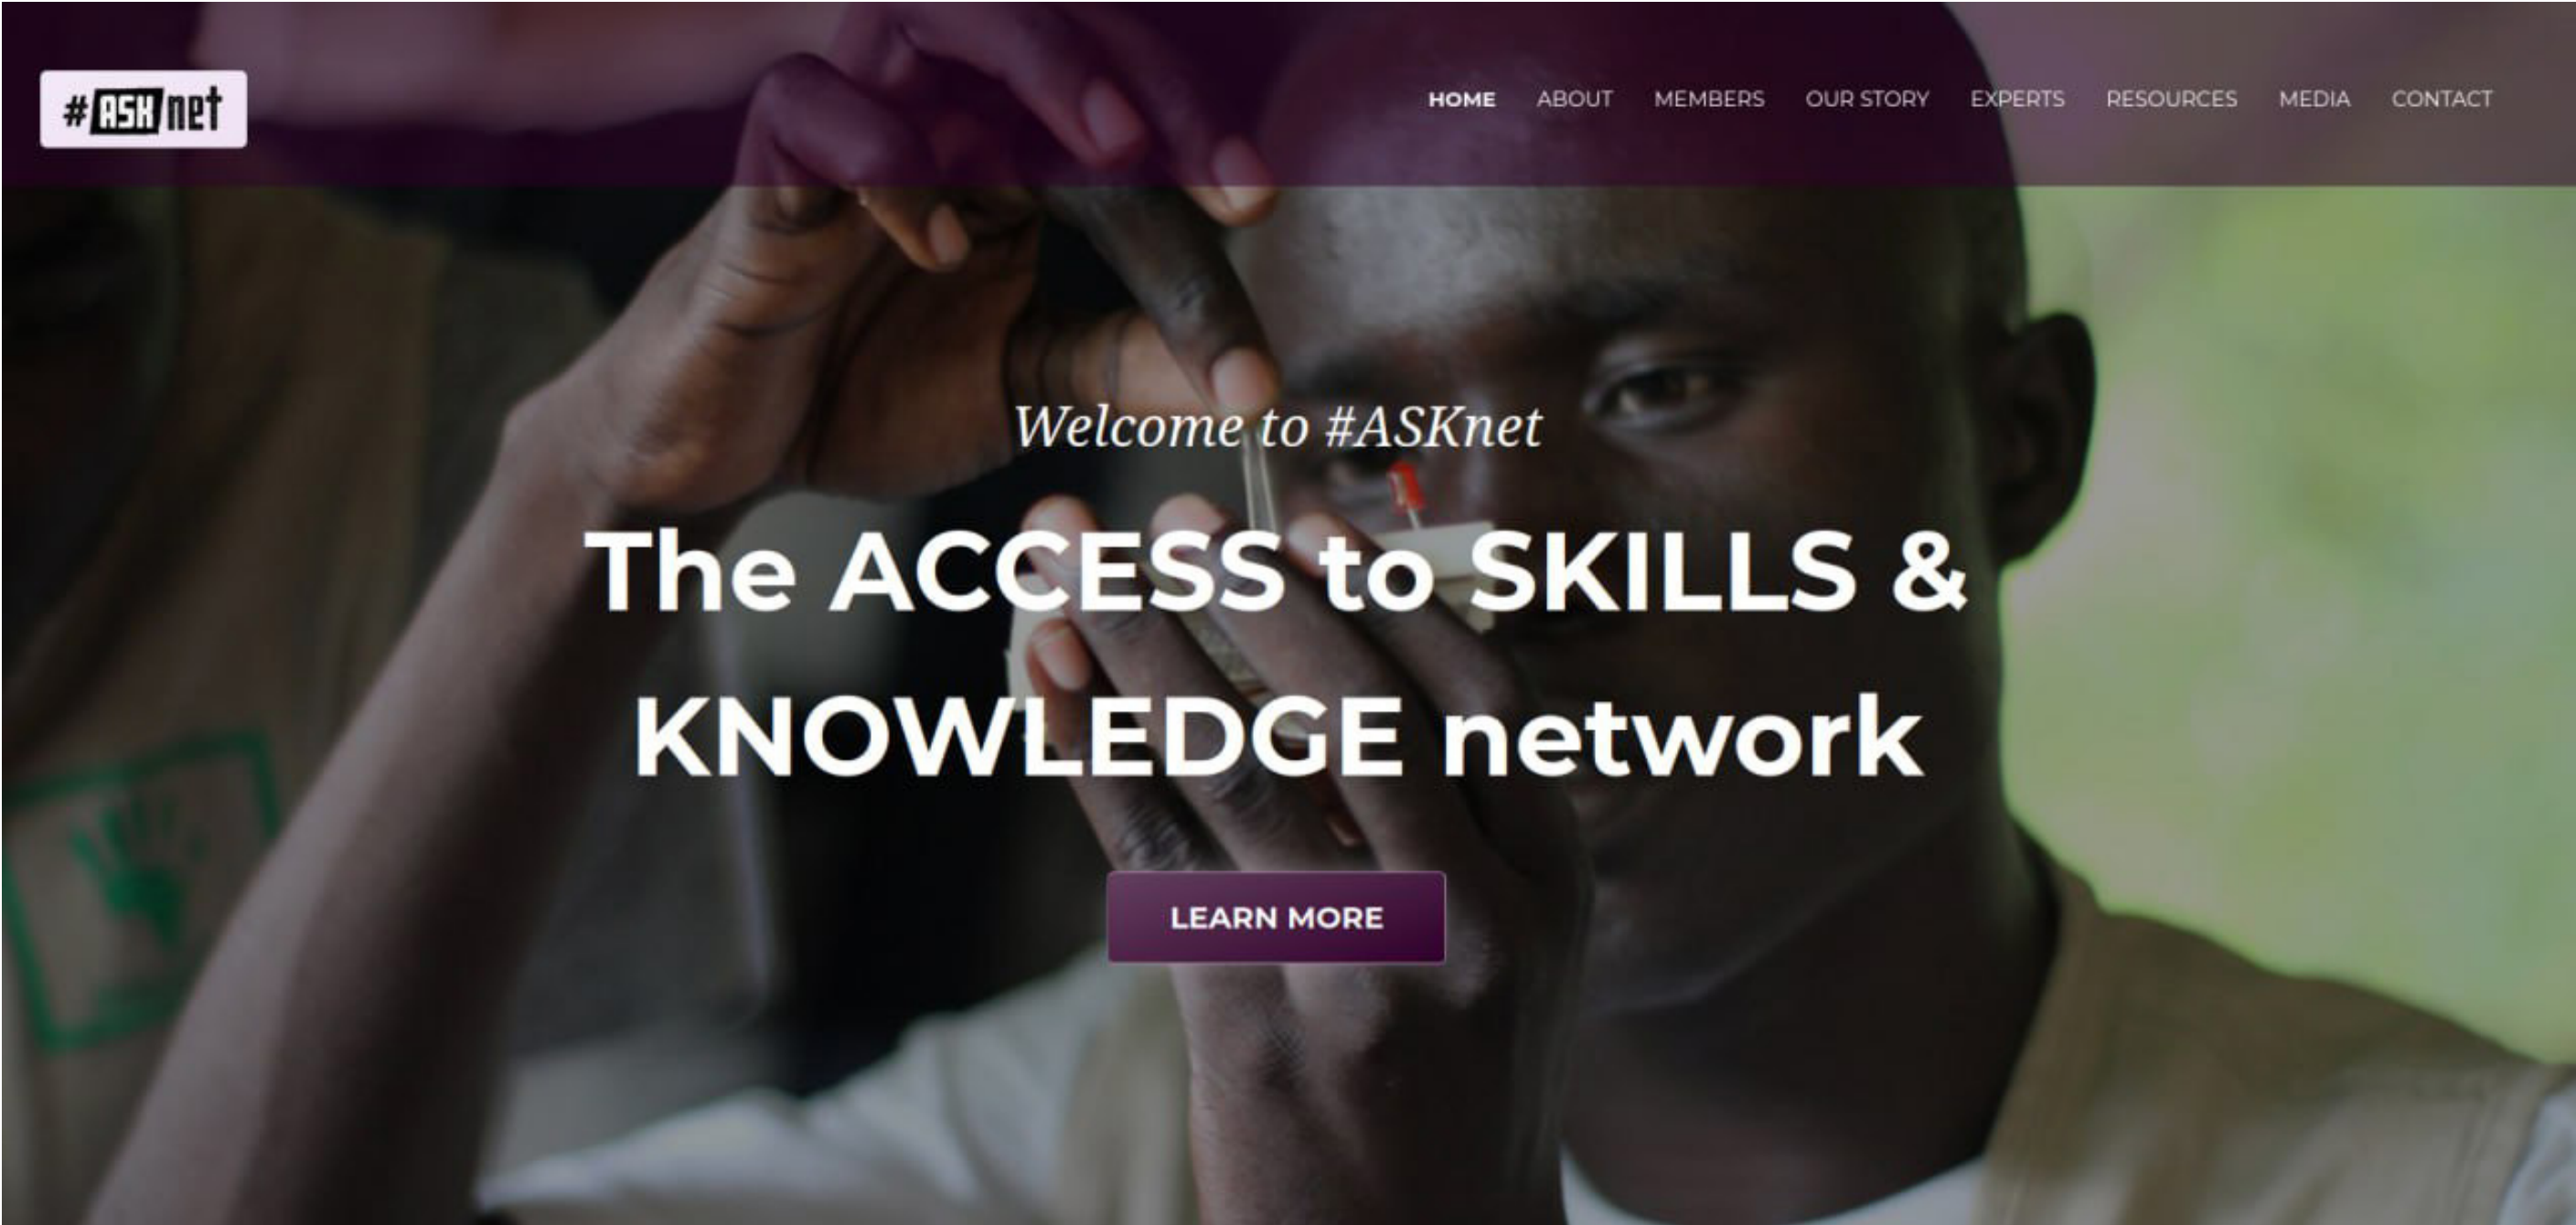 #ASKnet
HOME ABOUT MEMBERS OUR STORY EXPERTS RESOURCES MEDIA CONTACT
Welcome to #ASKnet
The ACCESS to SKILLS &
KNOWLEDGE network
LEARN MORE